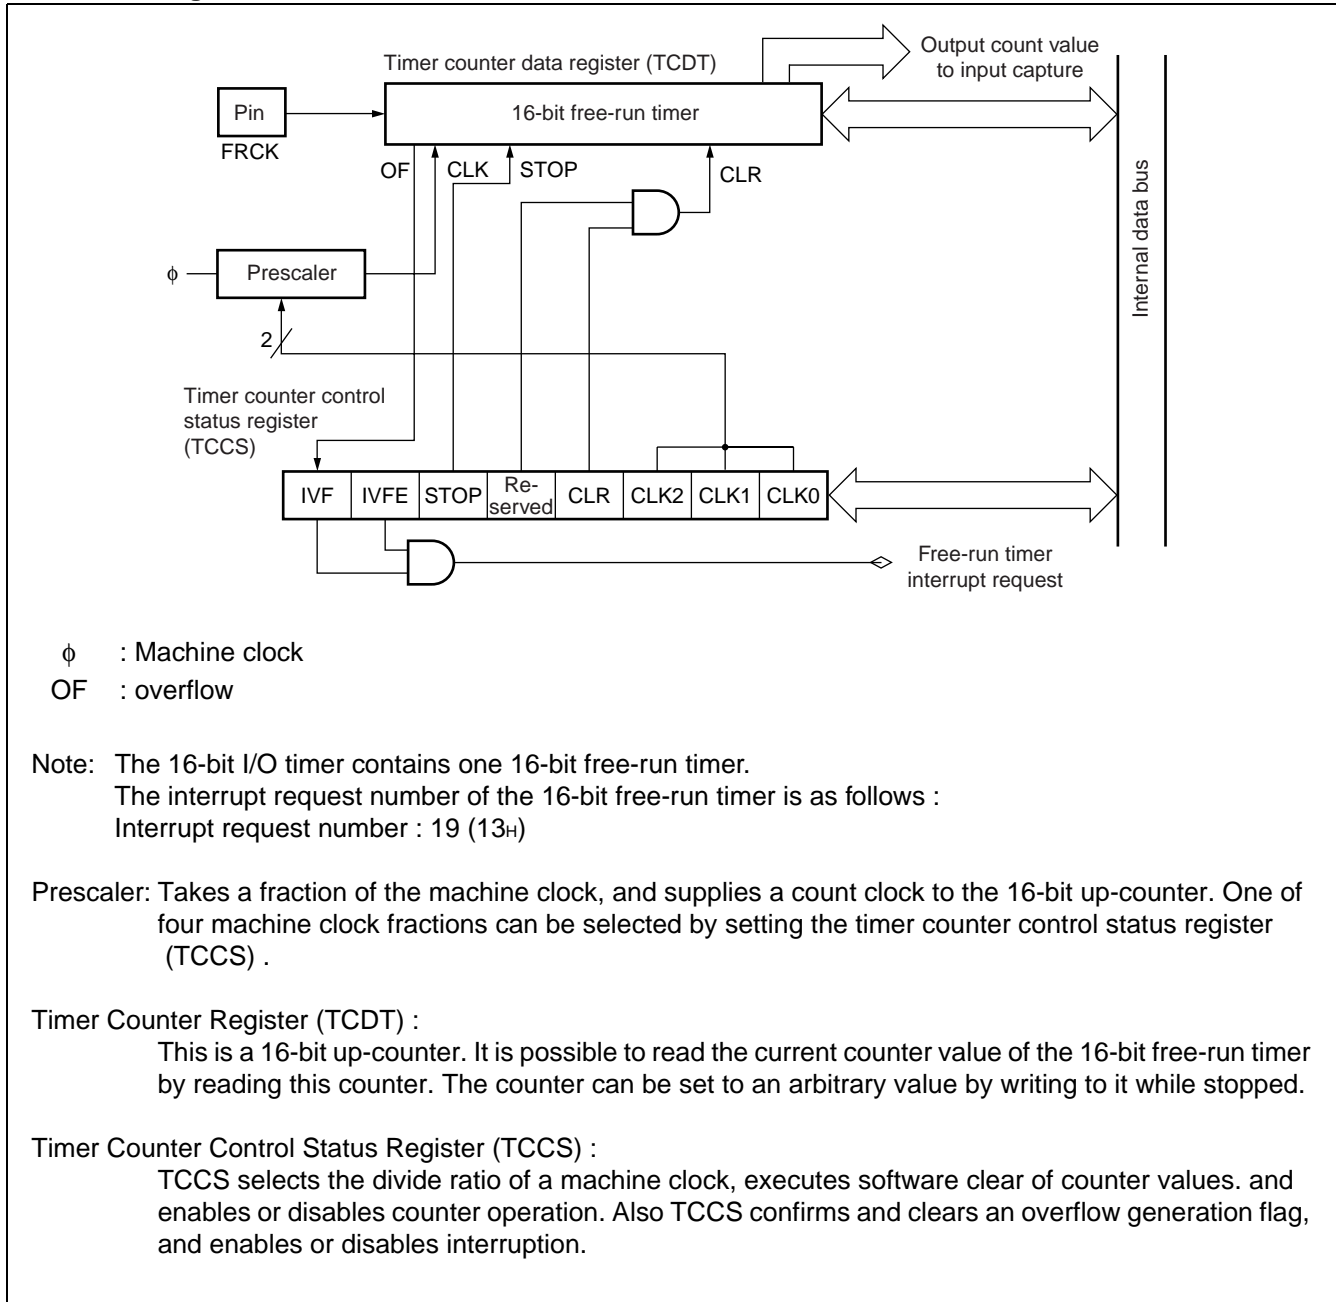 Timer counter data register (TCDT)
Output count value
to input capture
Pin
16-bit free-run timer
FRCK
OF
CLK
STOP
CLR
Internal data bus
ϕ
Prescaler
2
Timer counter control
status register
(TCCS)
IVF
IVFE
STOP
Re-
served
CLR
CLK2
CLK1
CLK0
Free-run timer
interrupt request
ϕ : Machine clock
OF : overflow
Note: The 16-bit I/O timer contains one 16-bit free-run timer.
The interrupt request number of the 16-bit free-run timer is as follows :
Interrupt request number : 19 (13H)
Prescaler: Takes a fraction of the machine clock, and supplies a count clock to the 16-bit up-counter. One of
four machine clock fractions can be selected by setting the timer counter control status register
(TCCS) .
Timer Counter Register (TCDT) :
This is a 16-bit up-counter. It is possible to read the current counter value of the 16-bit free-run timer
by reading this counter. The counter can be set to an arbitrary value by writing to it while stopped.
Timer Counter Control Status Register (TCCS) :
TCCS selects the divide ratio of a machine clock, executes software clear of counter values. and
enables or disables counter operation. Also TCCS confirms and clears an overflow generation flag,
and enables or disables interruption.